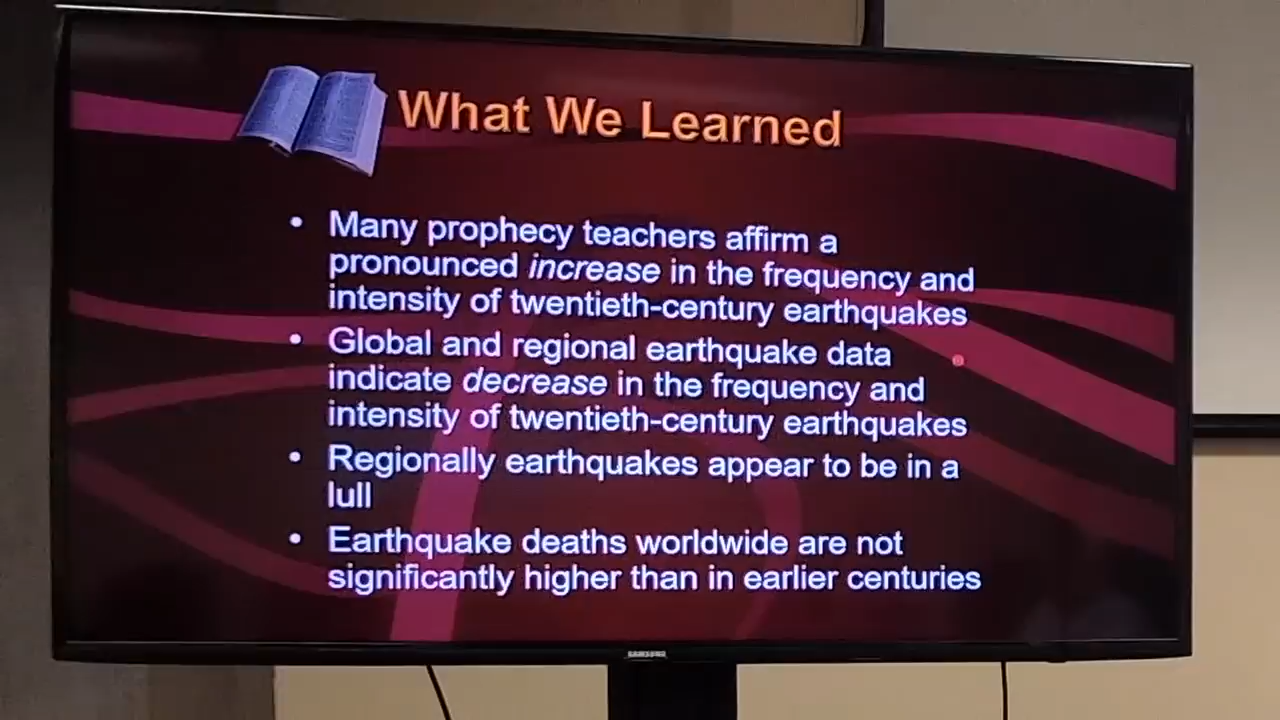 What We Learned
• Many prophecy teachers affirm a
pronounced increase in the frequency and
intensity of twentieth-century earthquakes
• Global and regional earthquake data
indicate decrease in the frequency and
intensity of twentieth-century earthquakes
• Regionally earthquakes appear to be in a
lull
• Earthquake deaths worldwide are not
significantly higher than in earlier centuries
SAMSUNG